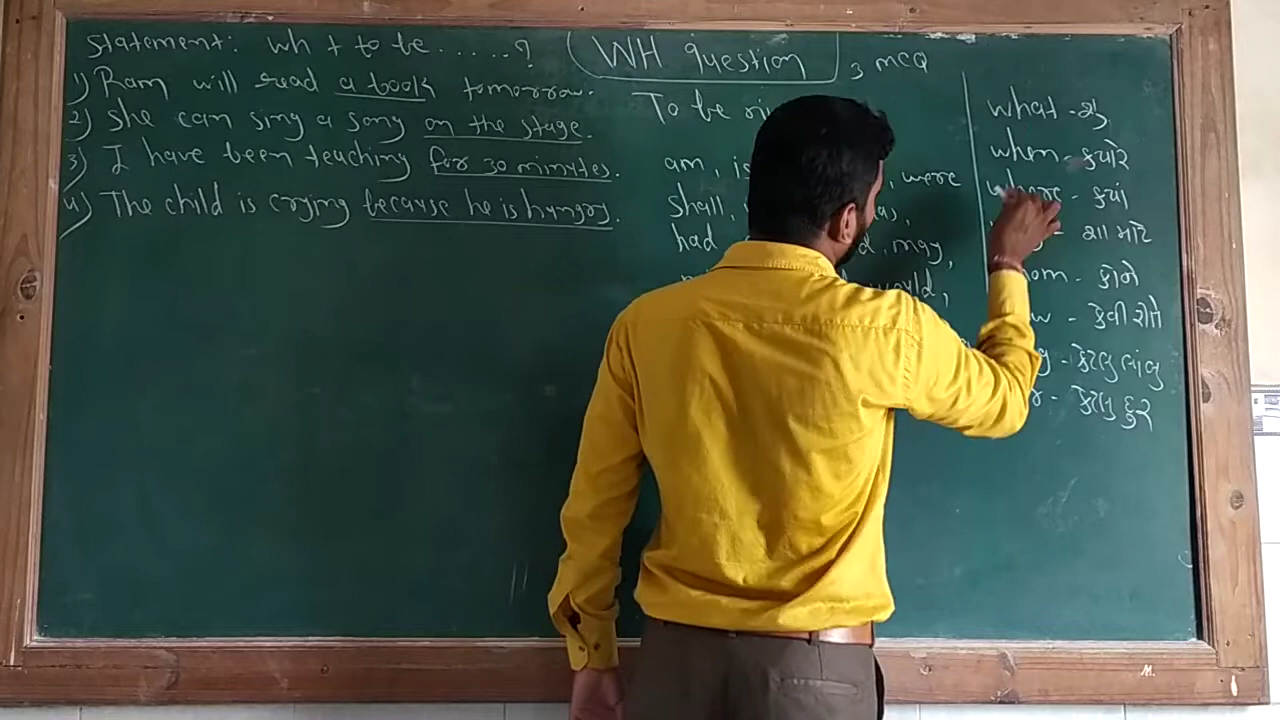 Statement: Wh + to be......?
1) Ram will read a book tomorrow.
2) She can sing a song on the stage.
3) I have been teaching for 30 minutes.
4) The child is crying because he is hungry.
WH question
3 MCQ
To be
am, is were
shall,
had may,
would,
what - શું
when - ક્યારે
where - ક્યાં
- શા માટે
- કોને
- કેવી રીતે
- કેટલુ લાંબુ
- કેટલુ દુર